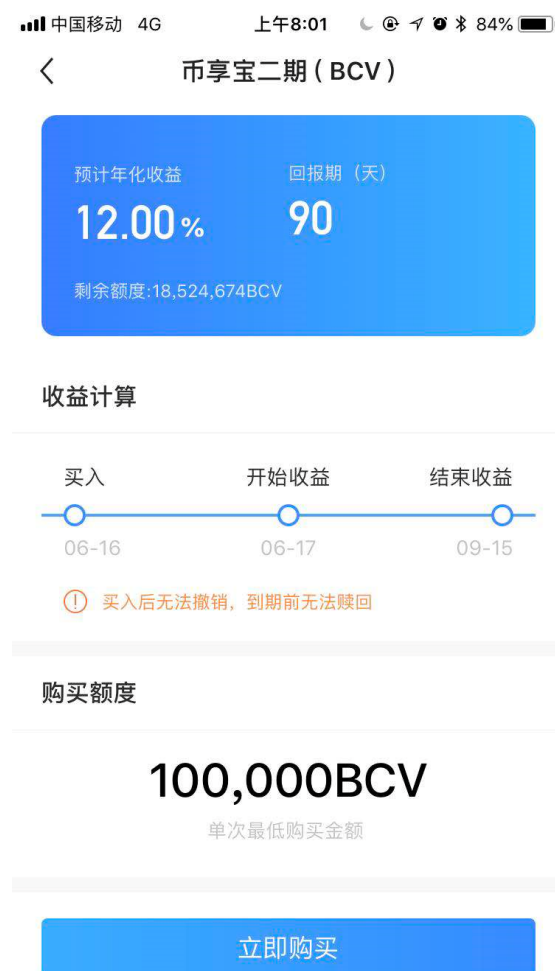 中国移动 4G 上午8:01 84%
币享宝二期（BCV）
预计年化收益 回报期（天）
12.00% 90
剩余额度:18,524,674BCV
收益计算
买入 开始收益 结束收益
06-16 06-17 09-15
买入后无法撤销，到期前无法赎回
购买额度
100,000BCV
单次最低购买金额
立即购买